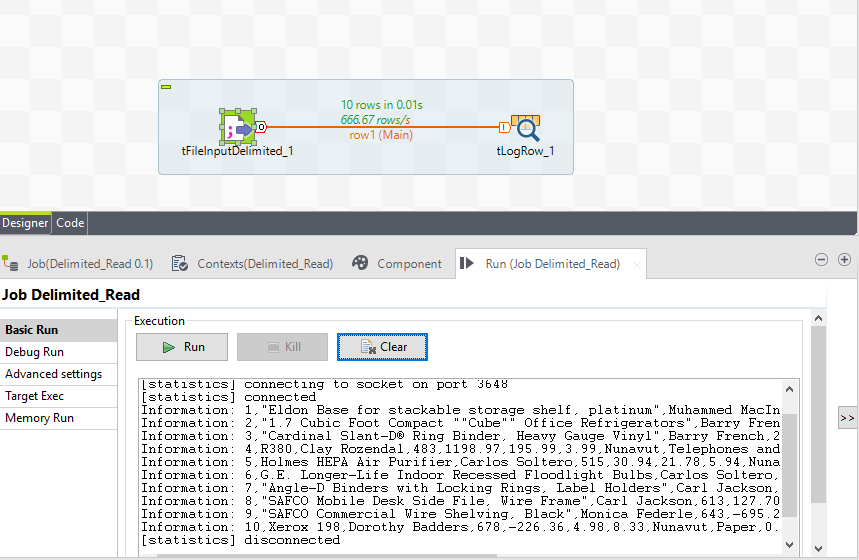 10 rows in 0.01s
666.67 rows/s
row1 (Main)
tFileInputDelimited_1
tLogRow_1
Designer
Code
Job(Delimited_Read 0.1)
Contexts(Delimited_Read)
Component
Run (Job Delimited_Read)
Job Delimited_Read
Basic Run
Debug Run
Advanced settings
Target Exec
Memory Run
Execution
Run
Kill
Clear
[statistics] connecting to socket on port 3648
[statistics] connected
Information: 1,"Eldon Base for stackable storage shelf, platinum",Muhammed MacIn
Information: 2,"1.7 Cubic Foot Compact ""Cube"" Office Refrigerators",Barry Fren
Information: 3,"Cardinal Slant-D® Ring Binder, Heavy Gauge Vinyl",Barry French,2
Information: 4,R380,Clay Rozendal,483,1198.97,195.99,3.99,Nunavut,Telephones and
Information: 5,Holmes HEPA Air Purifier,Carlos Soltero,515,30.94,21.78,5.94,Nuna
Information: 6,G.E. Longer-Life Indoor Recessed Floodlight Bulbs,Carlos Soltero,
Information: 7,"Angle-D Binders with Locking Rings, Label Holders",Carl Jackson,
Information: 8,"SAFCO Mobile Desk Side File, Wire Frame",Carl Jackson,613,127.70
Information: 9,"SAFCO Commercial Wire Shelving, Black",Monica Federle,643,-695.2
Information: 10,Xerox 198,Dorothy Badders,678,-226.36,4.98,8.33,Nunavut,Paper,0.
[statistics] disconnected
>>